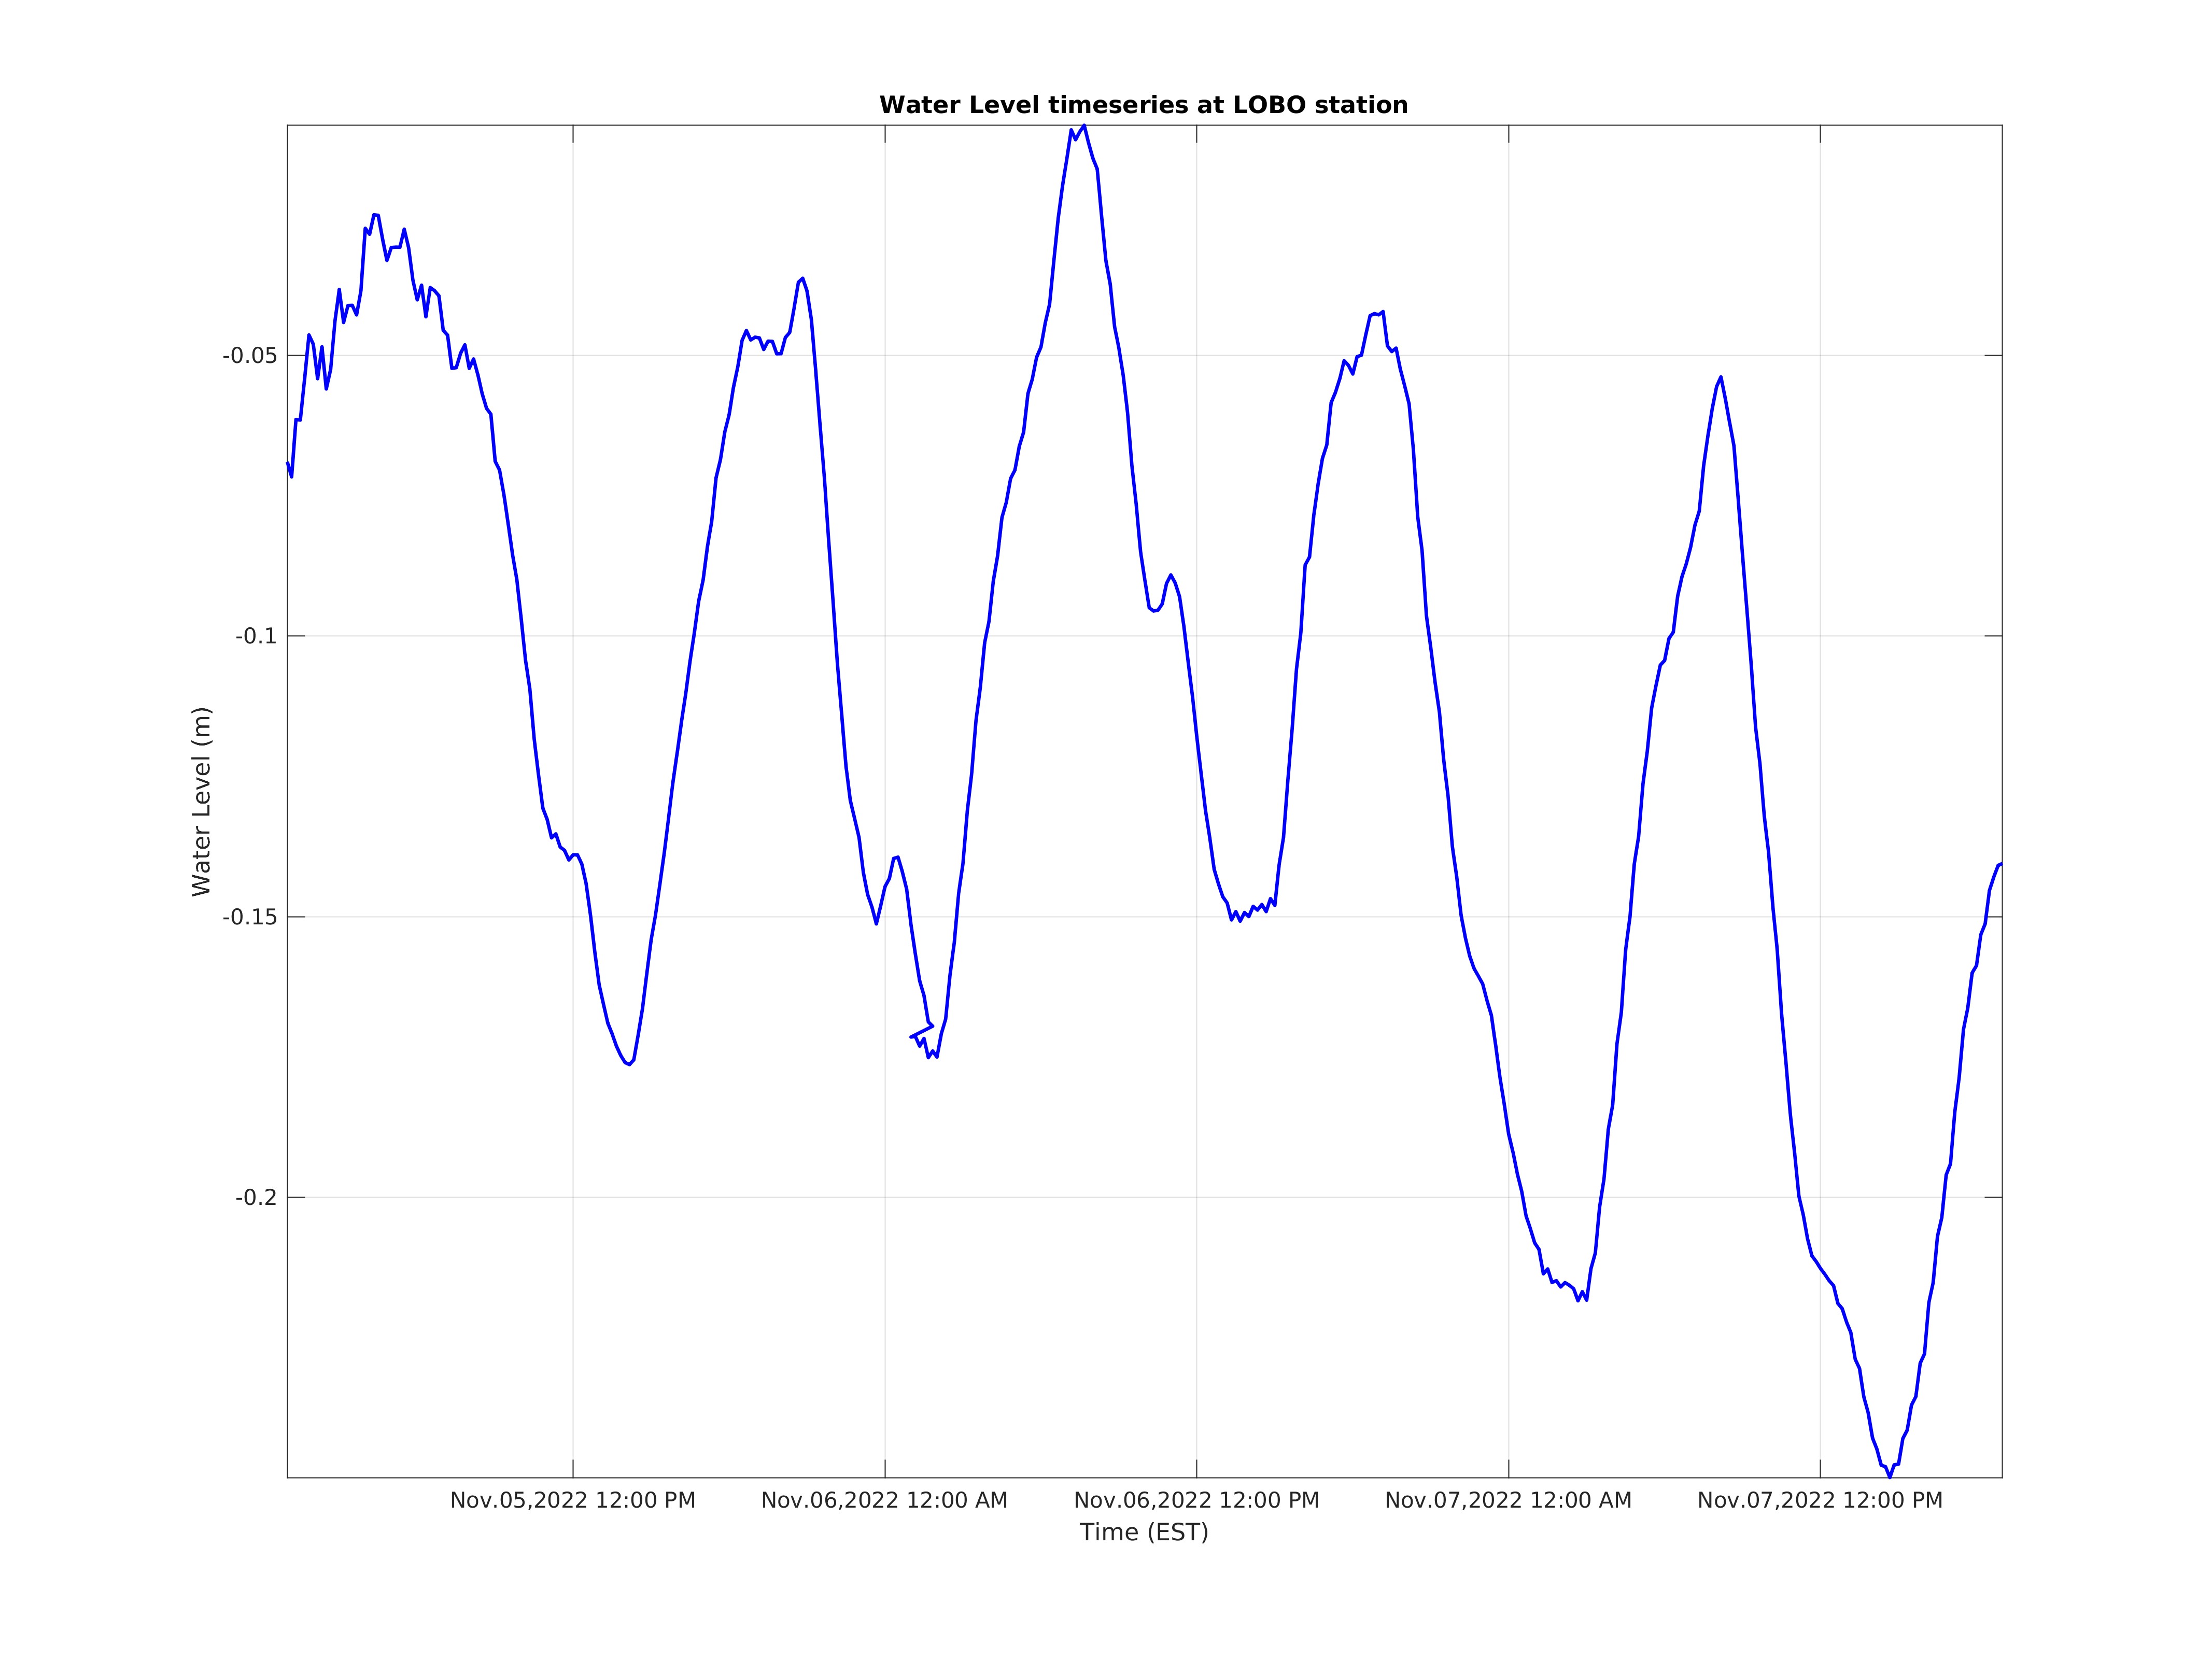 Water Level timeseries at LOBO station
Water Level (m)
-0.05
-0.1
-0.15
-0.2
Nov.05,2022 12:00 PM
Nov.06,2022 12:00 AM
Nov.06,2022 12:00 PM
Nov.07,2022 12:00 AM
Nov.07,2022 12:00 PM
Time (EST)